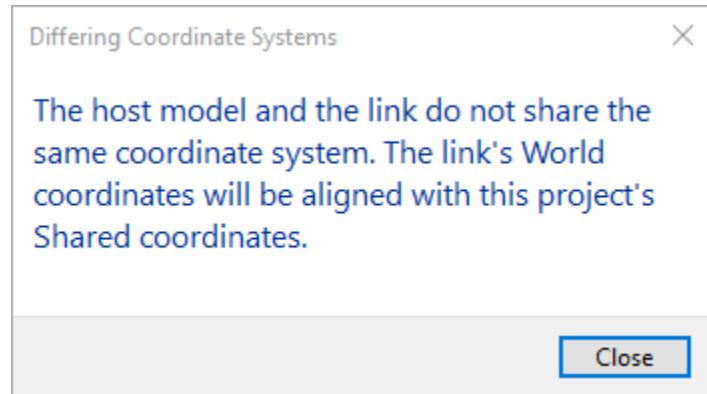 Differing Coordinate Systems
The host model and the link do not share the
same coordinate system. The link's World
coordinates will be aligned with this project's
Shared coordinates.
Close